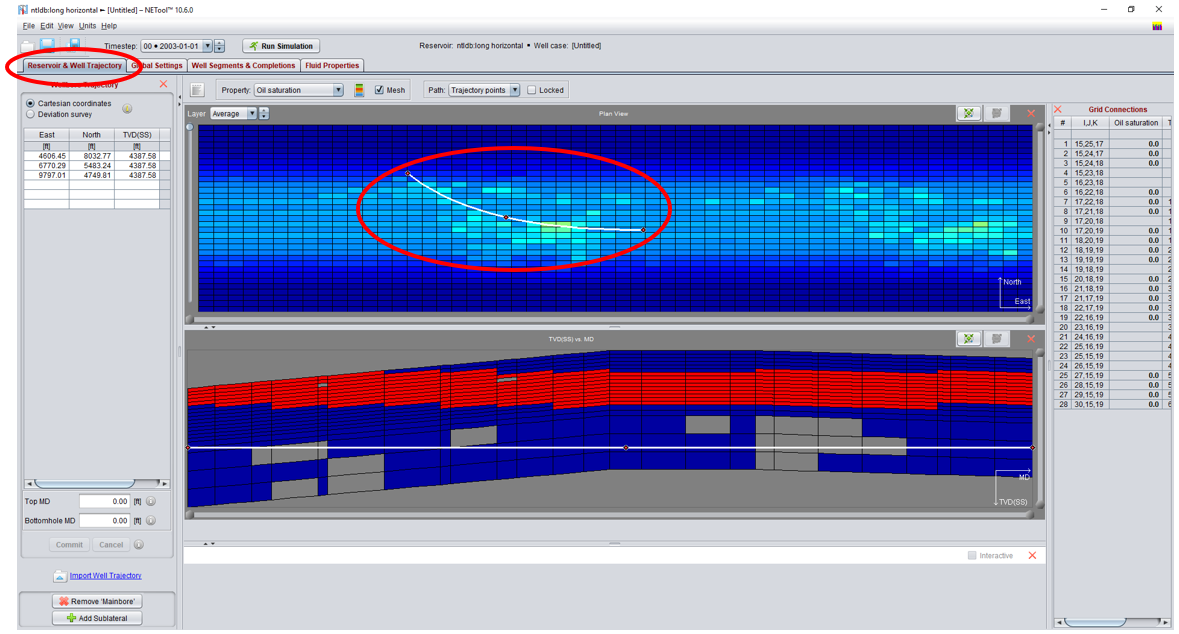 ntldb:long horizontal ► [Untitled] – NETool™ 10.6.0
File Edit View Units Help
Timestep: 00 • 2003-01-01 Run Simulation Reservoir: ntldb:long horizontal • Well case: [Untitled]
Reservoir & Well Trajectory Global Settings Well Segments & Completions Fluid Properties
Wellbore Trajectory
Cartesian coordinates
Deviation survey
East North TVD(SS)
[ft] [ft] [ft]
4606.45 8032.77 4387.58
6770.29 5483.24 4387.58
9797.01 4749.81 4387.58
Top MD 0.00 [ft]
Bottomhole MD 0.00 [ft]
Commit Cancel
Import Well Trajectory
Remove 'Mainbore'
Add Sublateral
Property: Oil saturation Mesh Path: Trajectory points Locked
Layer Average Plan View
North
East
TVD(SS) vs. MD
MD
TVD(SS)
Interactive
Grid Connections
# I,J,K Oil saturation T
1 15,25,17 0.0
2 15,24,17 0.0
3 15,24,18 0.0
4 15,23,18
5 16,23,18
6 16,22,18 0.0
7 17,22,18 0.0 1
8 17,21,18 0.0 1
9 17,20,18 1
10 17,20,19 0.0 1
11 18,20,19 0.0 1
12 18,19,19 0.0 2
13 19,19,19 0.0 2
14 19,18,19 2
15 20,18,19 0.0 2
16 21,18,19 0.0 3
17 21,17,19 0.0 3
18 22,17,19 0.0 3
19 22,16,19 0.0 3
20 23,16,19 3
21 24,16,19 4
22 25,16,19 4
23 25,15,19 4
24 26,15,19 4
25 27,15,19 0.0 5
26 28,15,19 0.0 5
27 29,15,19 0.0 5
28 30,15,19 0.0 6